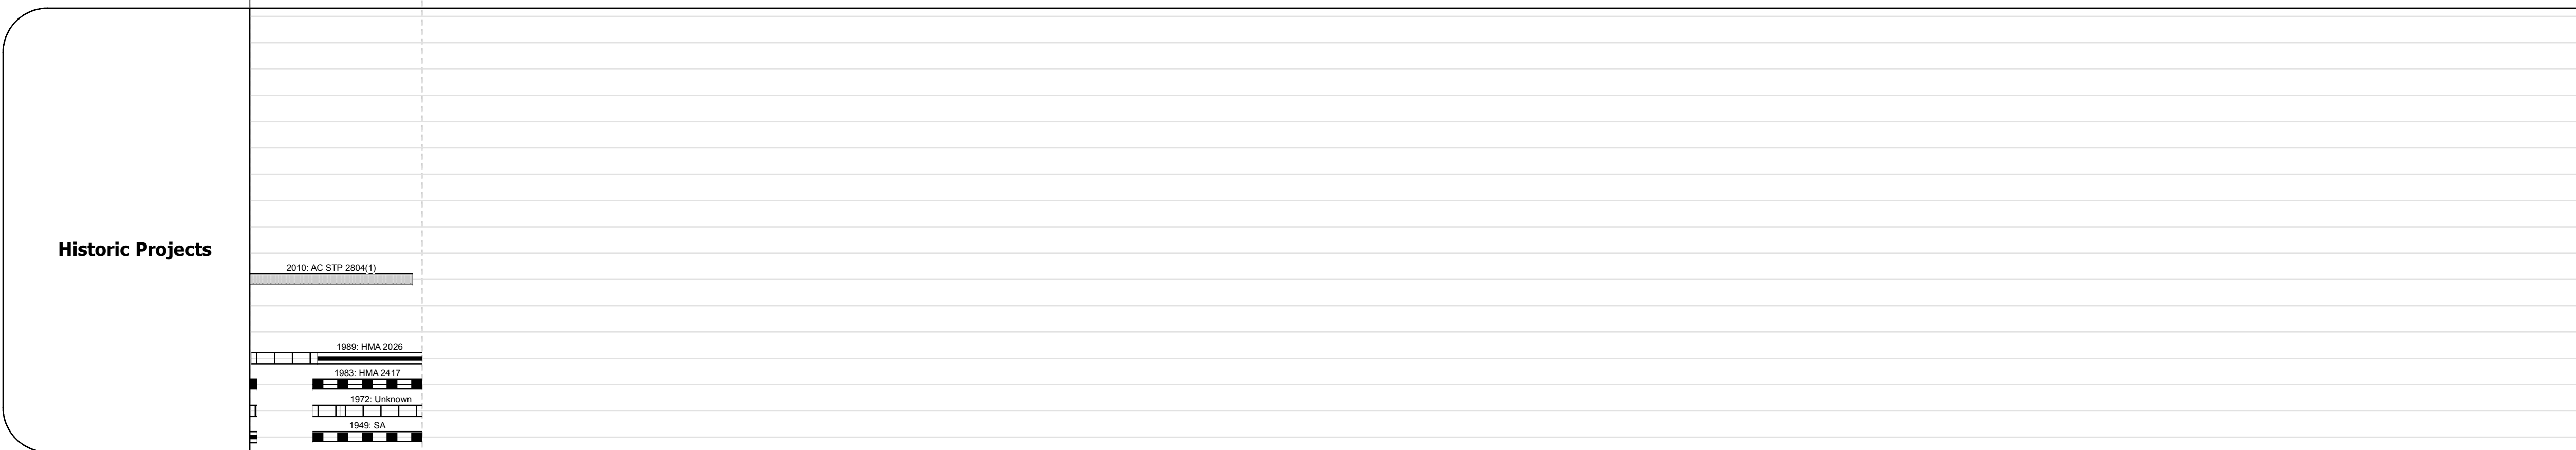 Historic Projects
2010: AC STP 2804(1)
1989: HMA 2026
1983: HMA 2417
1972: Unknown
1949: SA